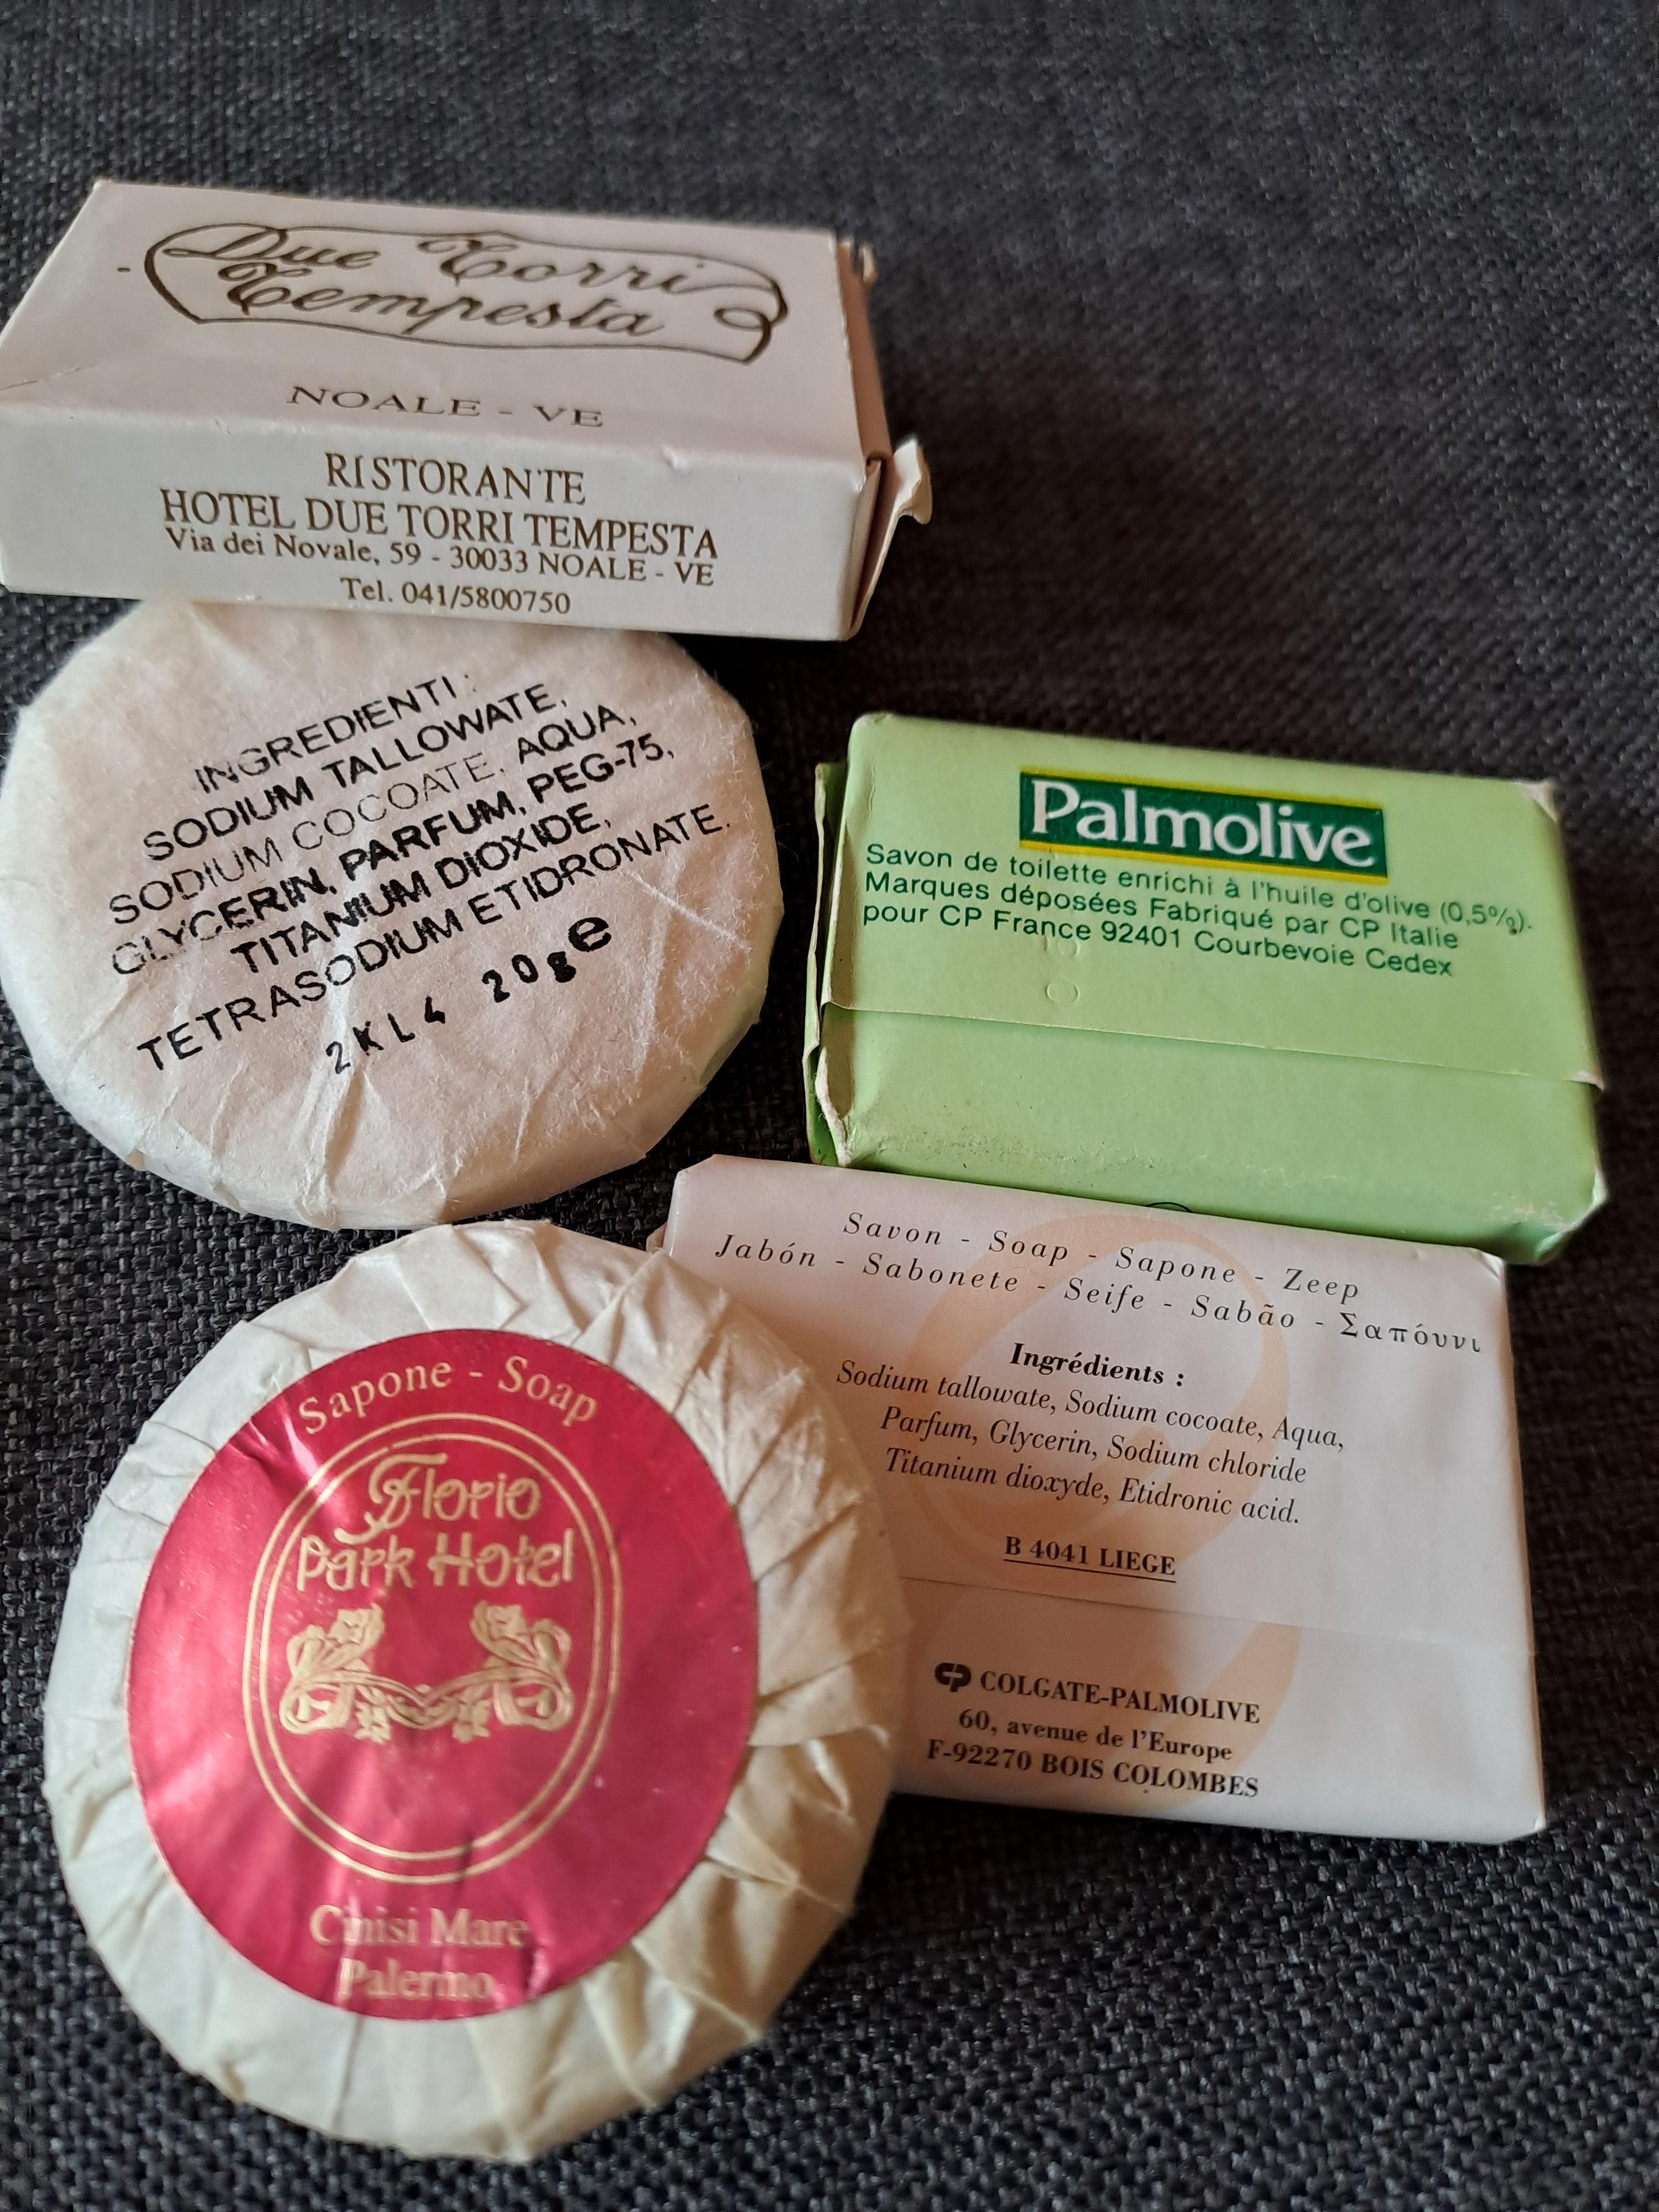 Due Torri
Tempesta
NOALE - VE
RISTORANTE
HOTEL DUE TORRI TEMPESTA
Via dei Novale, 59 - 30033 NOALE - VE
Tel. 041/5800750
INGREDIENTI :
SODIUM TALLOWATE,
SODIUM COCOATE, AQUA,
GLYCERIN, PARFUM, PEG-75,
TITANIUM DIOXIDE,
TETRASODIUM ETIDRONATE.
2KL4 20g e
Palmolive
Savon de toilette enrichi à l'huile d'olive (0,5%).
Marques déposées Fabriqué par CP Italie
pour CP France 92401 Courbevoie Cedex
Savon - Soap - Sapone - Zeep
Jabón - Sabonete - Seife - Sabão - Σαπόυνι
Ingrédients :
Sodium tallowate, Sodium cocoate, Aqua,
Parfum, Glycerin, Sodium chloride
Titanium dioxyde, Etidronic acid.
B 4041 LIEGE
CP COLGATE-PALMOLIVE
60, avenue de l'Europe
F-92270 BOIS COLOMBES
Sapone - Soap
Florio
Park Hotel
Cinisi Mare
Palermo